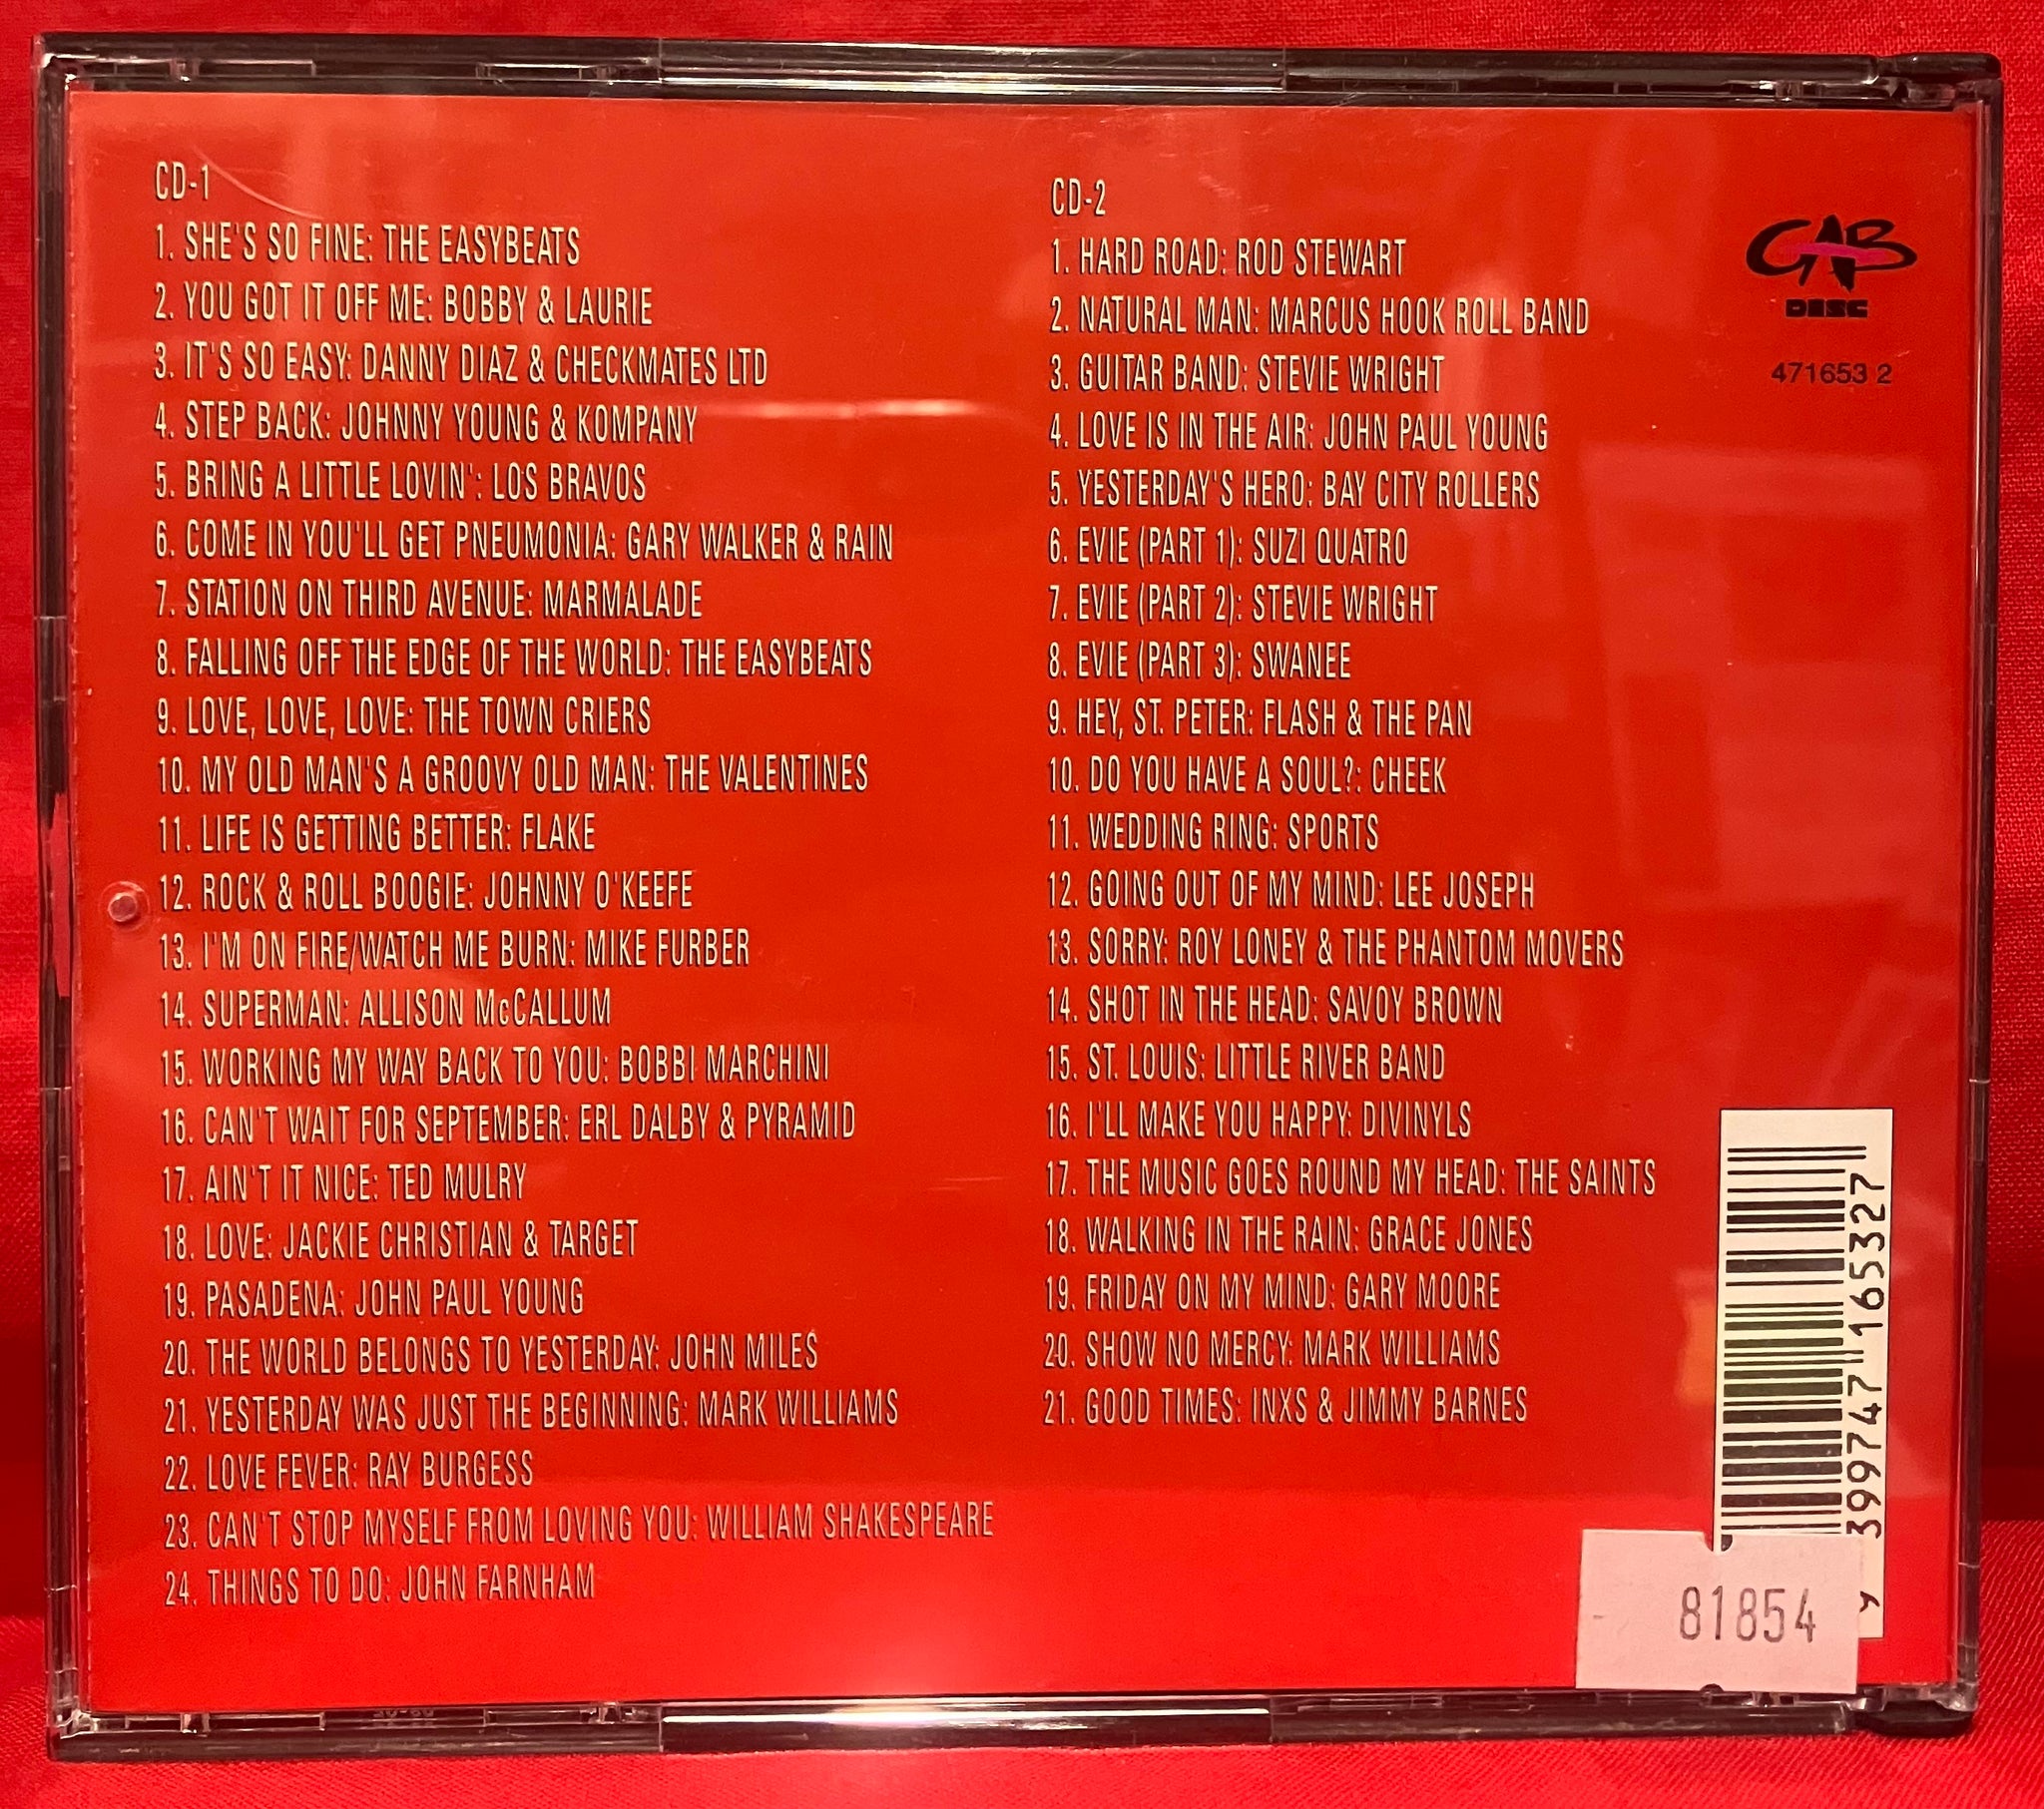 CD-1
1. SHE'S SO FINE: THE EASYBEATS
2. YOU GOT IT OFF ME: BOBBY & LAURIE
3. IT'S SO EASY: DANNY DIAZ & CHECKMATES LTD
4. STEP BACK: JOHNNY YOUNG & KOMPANY
5. BRING A LITTLE LOVIN': LOS BRAVOS
6. COME IN YOU'LL GET PNEUMONIA: GARY WALKER & RAIN
7. STATION ON THIRD AVENUE: MARMALADE
8. FALLING OFF THE EDGE OF THE WORLD: THE EASYBEATS
9. LOVE, LOVE, LOVE: THE TOWN CRIERS
10. MY OLD MAN'S A GROOVY OLD MAN: THE VALENTINES
11. LIFE IS GETTING BETTER: FLAKE
12. ROCK & ROLL BOOGIE: JOHNNY O'KEEFE
13. I'M ON FIRE/WATCH ME BURN: MIKE FURBER
14. SUPERMAN: ALLISON McCALLUM
15. WORKING MY WAY BACK TO YOU: BOBBI MARCHINI
16. CAN'T WAIT FOR SEPTEMBER: ERL DALBY & PYRAMID
17. AIN'T IT NICE: TED MULRY
18. LOVE: JACKIE CHRISTIAN & TARGET
19. PASADENA: JOHN PAUL YOUNG
20. THE WORLD BELONGS TO YESTERDAY: JOHN MILES
21. YESTERDAY WAS JUST THE BEGINNING: MARK WILLIAMS
22. LOVE FEVER: RAY BURGESS
23. CAN'T STOP MYSELF FROM LOVING YOU: WILLIAM SHAKESPEARE
24. THINGS TO DO: JOHN FARNHAM
CD-2
1. HARD ROAD: ROD STEWART
2. NATURAL MAN: MARCUS HOOK ROLL BAND
3. GUITAR BAND: STEVIE WRIGHT
4. LOVE IS IN THE AIR: JOHN PAUL YOUNG
5. YESTERDAY'S HERO: BAY CITY ROLLERS
6. EVIE (PART 1): SUZI QUATRO
7. EVIE (PART 2): STEVIE WRIGHT
8. EVIE (PART 3): SWANEE
9. HEY, ST. PETER: FLASH & THE PAN
10. DO YOU HAVE A SOUL?: CHEEK
11. WEDDING RING: SPORTS
12. GOING OUT OF MY MIND: LEE JOSEPH
13. SORRY: ROY LONEY & THE PHANTOM MOVERS
14. SHOT IN THE HEAD: SAVOY BROWN
15. ST. LOUIS: LITTLE RIVER BAND
16. I'LL MAKE YOU HAPPY: DIVINYLS
17. THE MUSIC GOES ROUND MY HEAD: THE SAINTS
18. WALKING IN THE RAIN: GRACE JONES
19. FRIDAY ON MY MIND: GARY MOORE
20. SHOW NO MERCY: MARK WILLIAMS
21. GOOD TIMES: INXS & JIMMY BARNES
GAB
DISC
471653 2
399747 165327
81854